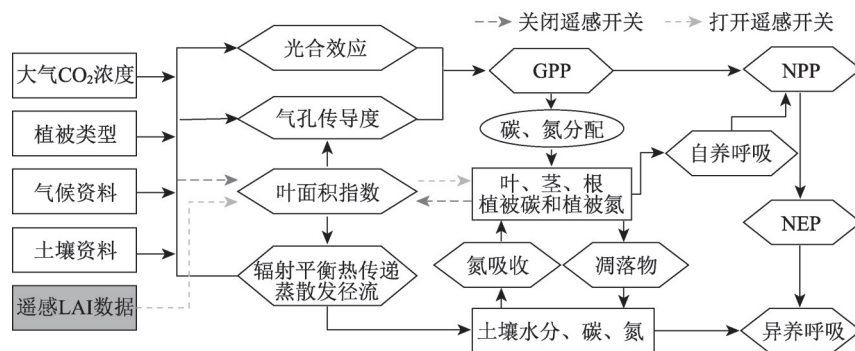 关闭遥感开关
打开遥感开关
大气CO₂浓度
植被类型
气候资料
土壤资料
遥感LAI数据
光合效应
气孔传导度
叶面积指数
辐射平衡热传递
蒸散发径流
GPP
碳、氮分配
叶、茎、根
植被碳和植被氮
氮吸收
凋落物
土壤水分、碳、氮
自养呼吸
NPP
NEP
异养呼吸